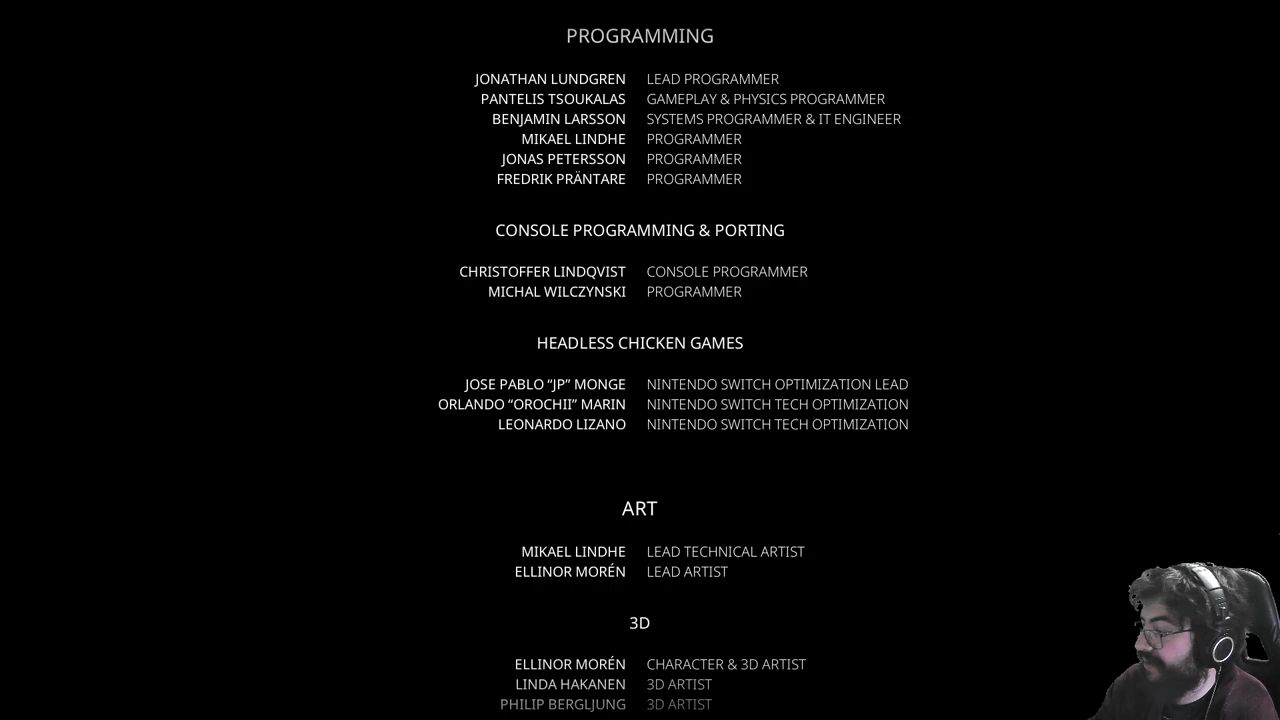 PROGRAMMING
JONATHAN LUNDGREN LEAD PROGRAMMER
PANTELIS TSOUKALAS GAMEPLAY & PHYSICS PROGRAMMER
BENJAMIN LARSSON SYSTEMS PROGRAMMER & IT ENGINEER
MIKAEL LINDHE PROGRAMMER
JONAS PETERSSON PROGRAMMER
FREDRIK PRÄNTARE PROGRAMMER
CONSOLE PROGRAMMING & PORTING
CHRISTOFFER LINDQVIST CONSOLE PROGRAMMER
MICHAL WILCZYNSKI PROGRAMMER
HEADLESS CHICKEN GAMES
JOSE PABLO “JP” MONGE NINTENDO SWITCH OPTIMIZATION LEAD
ORLANDO “OROCHII” MARIN NINTENDO SWITCH TECH OPTIMIZATION
LEONARDO LIZANO NINTENDO SWITCH TECH OPTIMIZATION
ART
MIKAEL LINDHE LEAD TECHNICAL ARTIST
ELLINOR MORÉN LEAD ARTIST
3D
ELLINOR MORÉN CHARACTER & 3D ARTIST
LINDA HAKANEN 3D ARTIST
PHILIP BERGLJUNG 3D ARTIST